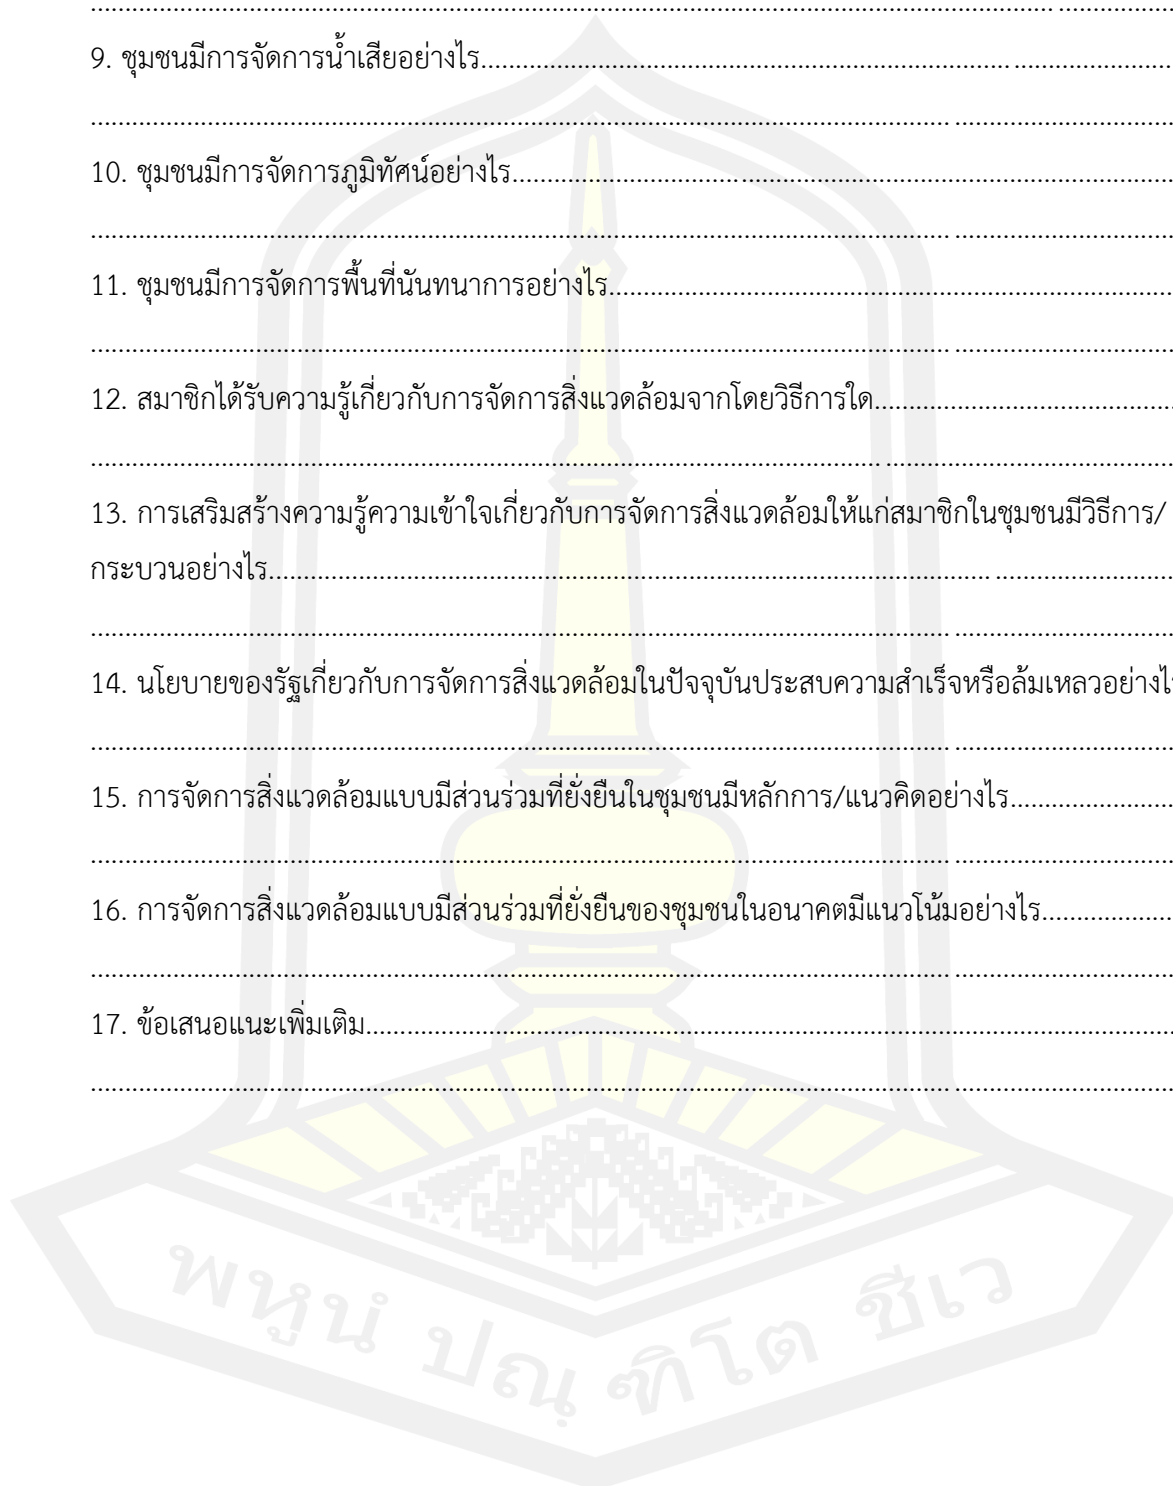 ................................................................................................................................
9. ชุมชนมีการจัดการน้ำเสียอย่างไร................................................................................
................................................................................................................................
10. ชุมชนมีการจัดการภูมิทัศน์อย่างไร................................................................................
................................................................................................................................
11. ชุมชนมีการจัดการพื้นที่นันทนาการอย่างไร......................................................................
................................................................................................................................
12. สมาชิกได้รับความรู้เกี่ยวกับการจัดการสิ่งแวดล้อมจากโดยวิธีการใด....................................
................................................................................................................................
13. การเสริมสร้างความรู้ความเข้าใจเกี่ยวกับการจัดการสิ่งแวดล้อมให้แก่สมาชิกในชุมชนมีวิธีการ/
กระบวนอย่างไร................................................................................................................
................................................................................................................................
14. นโยบายของรัฐเกี่ยวกับการจัดการสิ่งแวดล้อมในปัจจุบันประสบความสำเร็จหรือล้มเหลวอย่างไ
................................................................................................................................
15. การจัดการสิ่งแวดล้อมแบบมีส่วนร่วมที่ยั่งยืนในชุมชนมีหลักการ/แนวคิดอย่างไร....................
................................................................................................................................
16. การจัดการสิ่งแวดล้อมแบบมีส่วนร่วมที่ยั่งยืนของชุมชนในอนาคตมีแนวโน้มอย่างไร................
................................................................................................................................
17. ข้อเสนอแนะเพิ่มเติม....................................................................................................
................................................................................................................................
พหูนํ ปณฺฑิโต ชีเว